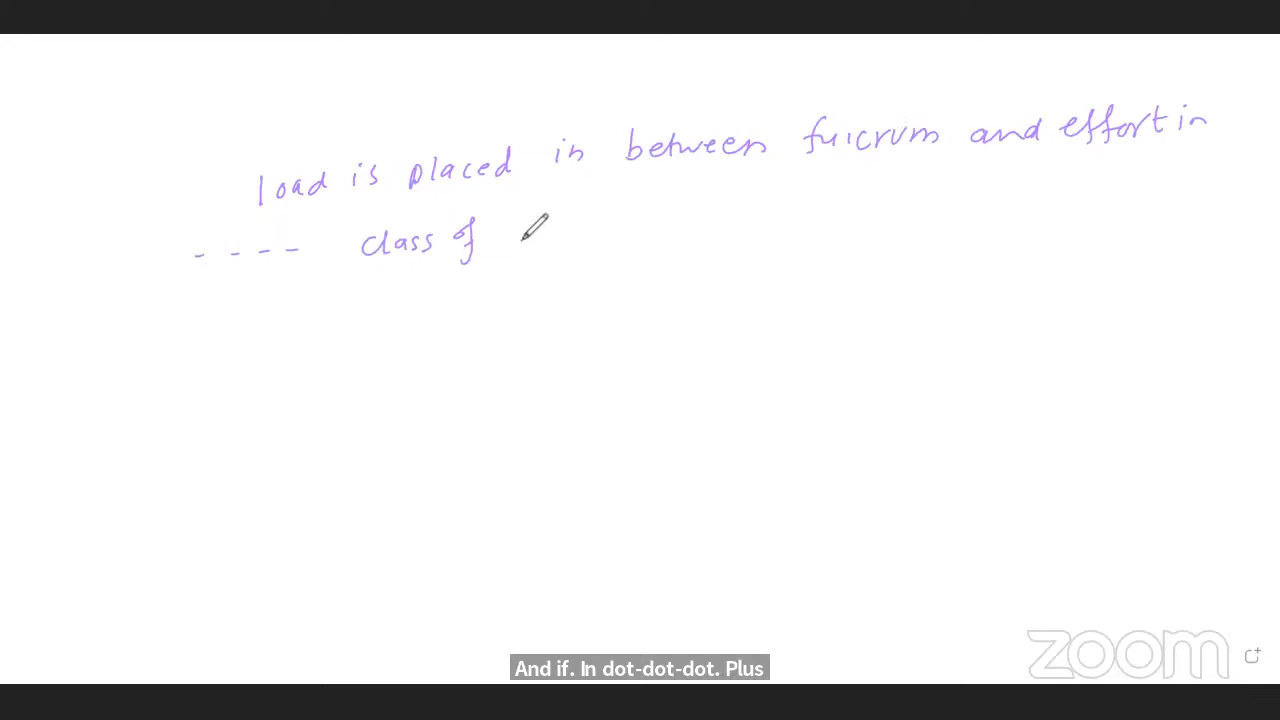 load is placed in between fulcrum and effort in
---- class of
zoom
And if. In dot-dot-dot. Plus